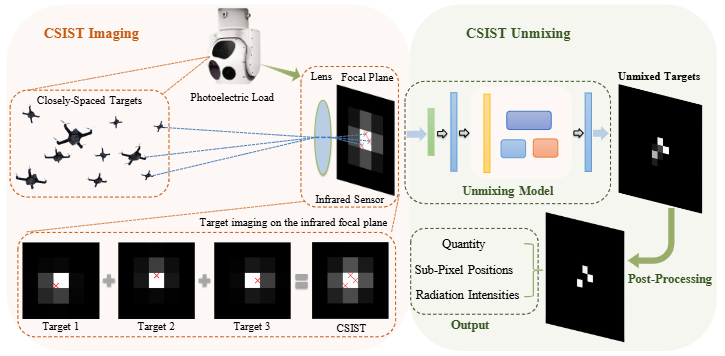 CSIST Imaging
CSIST Unmixing
Photoelectric Load
Lens
Focal Plane
Closely-Spaced Targets
Infrared Sensor
Unmixing Model
Unmixed Targets
Target imaging on the infrared focal plane
Target 1
Target 2
Target 3
CSIST
Quantity
Sub-Pixel Positions
Radiation Intensities
Output
Post-Processing